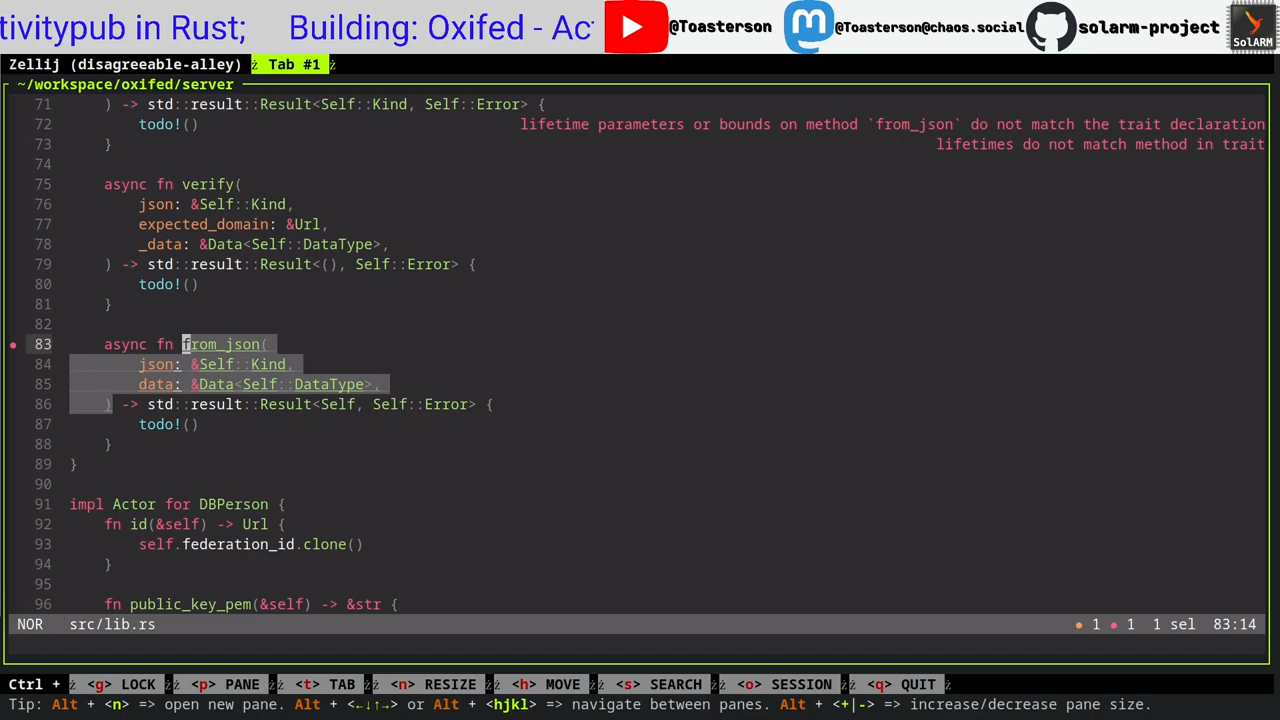 tivitypub in Rust; Building: Oxifed - Ac
@Toasterson
@Toasterson@chaos.social
solarm-project
SolARM
Zellij (disagreeable-alley) Tab #1
~/workspace/oxifed/server
71 ) -> std::result::Result<Self::Kind, Self::Error> {
72 todo!() lifetime parameters or bounds on method `from_json` do not match the trait declaration
73 } lifetimes do not match method in trait
74
75 async fn verify(
76 json: &Self::Kind,
77 expected_domain: &Url,
78 _data: &Data<Self::DataType>,
79 ) -> std::result::Result<(), Self::Error> {
80 todo!()
81 }
82
83 async fn from_json(
84 json: &Self::Kind,
85 data: &Data<Self::DataType>,
86 ) -> std::result::Result<Self, Self::Error> {
87 todo!()
88 }
89 }
90
91 impl Actor for DBPerson {
92 fn id(&self) -> Url {
93 self.federation_id.clone()
94 }
95
96 fn public_key_pem(&self) -> &str {
NOR src/lib.rs ● 1 ● 1 1 sel 83:14
Ctrl + <g> LOCK <p> PANE <t> TAB <n> RESIZE <h> MOVE <s> SEARCH <o> SESSION <q> QUIT
Tip: Alt + <n> => open new pane. Alt + <←↓↑→> or Alt + <hjkl> => navigate between panes. Alt + <+|-> => increase/decrease pane size.